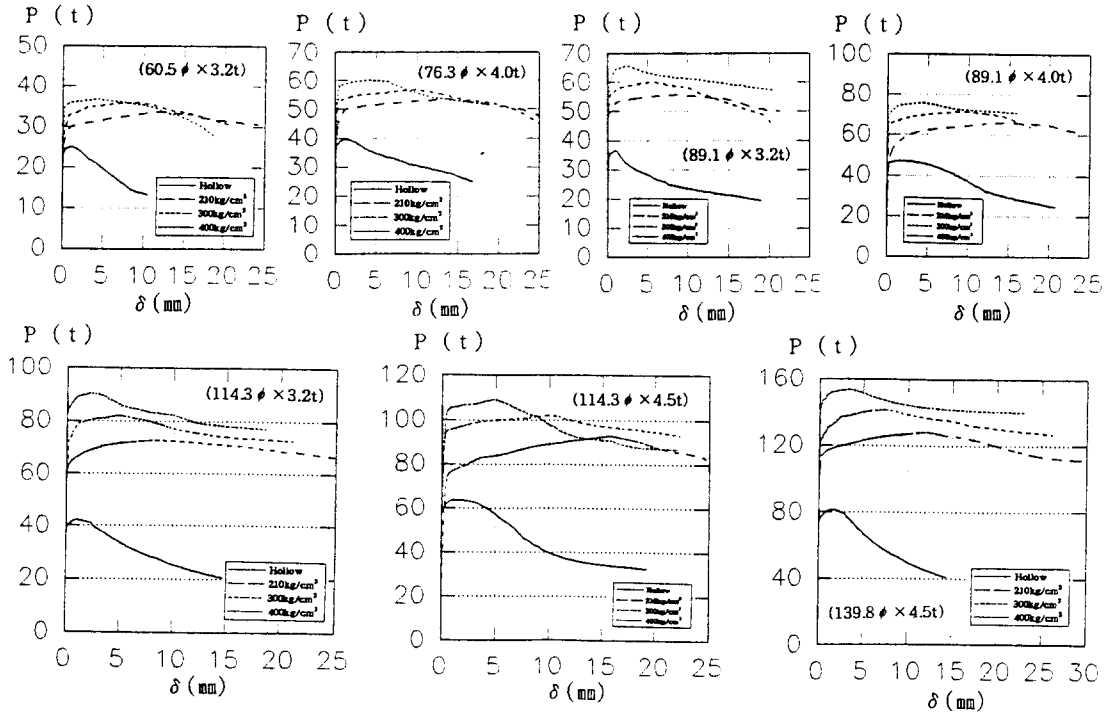 P (t)
50
40
30
20
10
0
(60.5 φ ×3.2t)
Hollow
210kg/cm²
300kg/cm²
400kg/cm²
0 5 10 15 20 25
δ (mm)
P (t)
70
60
50
40
30
20
10
0
(76.3 φ ×4.0t)
Hollow
210kg/cm²
300kg/cm²
400kg/cm²
0 5 10 15 20 25
δ (mm)
P (t)
70
60
50
40
30
20
10
0
(89.1 φ ×3.2t)
Hollow
0 5 10 15 20 25
δ (mm)
P (t)
100
80
60
40
20
0
(89.1 φ ×4.0t)
0 5 10 15 20 25
δ (mm)
P (t)
100
80
60
40
20
0
(114.3 φ ×3.2t)
Hollow
210kg/cm²
300kg/cm²
400kg/cm²
0 5 10 15 20 25
δ (mm)
P (t)
120
100
80
60
40
20
0
(114.3 φ ×4.5t)
0 5 10 15 20 25
δ (mm)
P (t)
160
120
80
40
0
(139.8 φ ×4.5t)
Hollow
210kg/cm²
300kg/cm²
400kg/cm²
0 5 10 15 20 25 30
δ (mm)